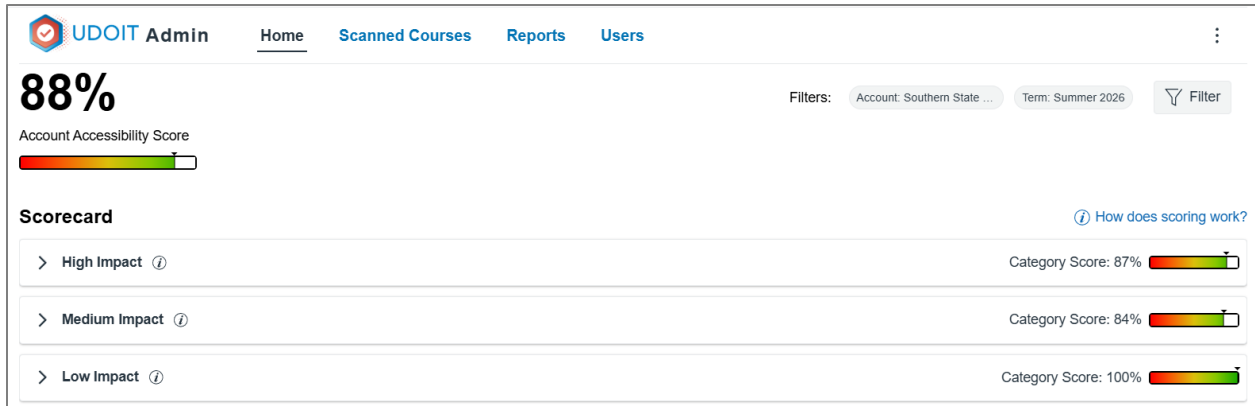 UDOIT Admin Home Scanned Courses Reports Users
88%
Filters: Account: Southern State ... Term: Summer 2026 Filter
Account Accessibility Score
Scorecard
How does scoring work?
High Impact Category Score: 87%
Medium Impact Category Score: 84%
Low Impact Category Score: 100%